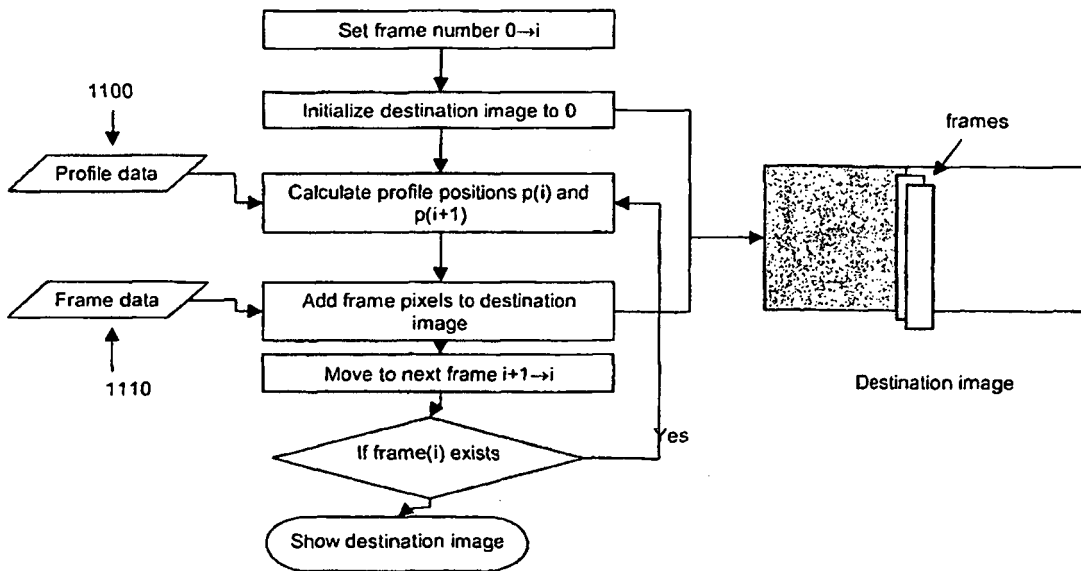 Set frame number 0→i
1100
Initialize destination image to 0
frames
Profile data
Calculate profile positions p(i) and
p(i+1)
Frame data
Add frame pixels to destination
image
1110
Move to next frame i+1→i
Destination image
Yes
If frame(i) exists
Show destination image